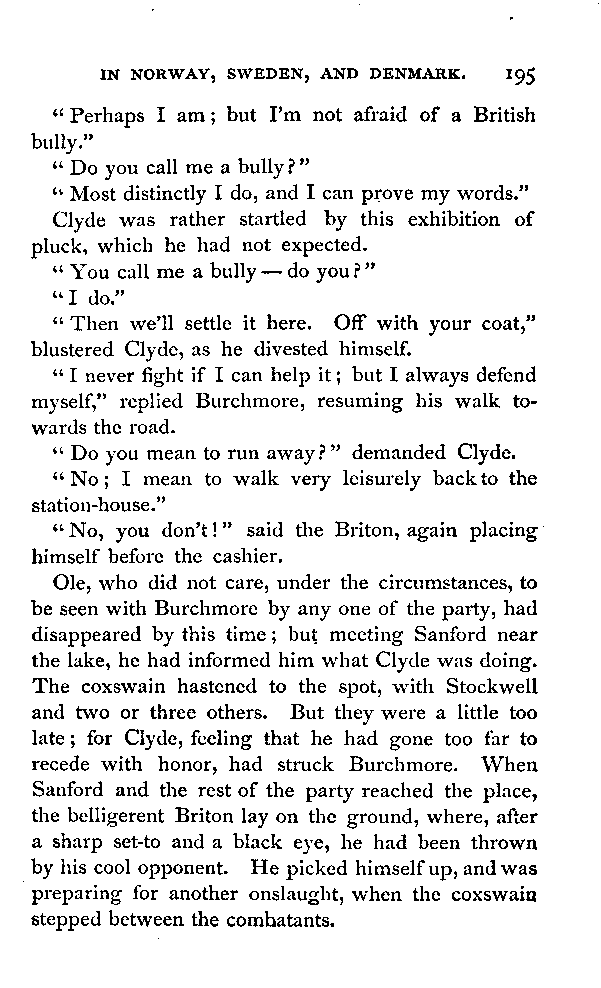 IN NORWAY, SWEDEN, AND DENMARK. 195
“Perhaps I am; but I'm not afraid of a British
bully.”
“Do you call me a bully?”
“Most distinctly I do, and I can prove my words.”
Clyde was rather startled by this exhibition of
pluck, which he had not expected.
“You call me a bully — do you?”
“I do.”
“Then we'll settle it here. Off with your coat,”
blustered Clyde, as he divested himself.
“I never fight if I can help it; but I always defend
myself,” replied Burchmore, resuming his walk to-
wards the road.
“Do you mean to run away?” demanded Clyde.
“No; I mean to walk very leisurely back to the
station-house.”
“No, you don't!” said the Briton, again placing
himself before the cashier.
Ole, who did not care, under the circumstances, to
be seen with Burchmore by any one of the party, had
disappeared by this time; but meeting Sanford near
the lake, he had informed him what Clyde was doing.
The coxswain hastened to the spot, with Stockwell
and two or three others. But they were a little too
late; for Clyde, feeling that he had gone too far to
recede with honor, had struck Burchmore. When
Sanford and the rest of the party reached the place,
the belligerent Briton lay on the ground, where, after
a sharp set-to and a black eye, he had been thrown
by his cool opponent. He picked himself up, and was
preparing for another onslaught, when the coxswain
stepped between the combatants.